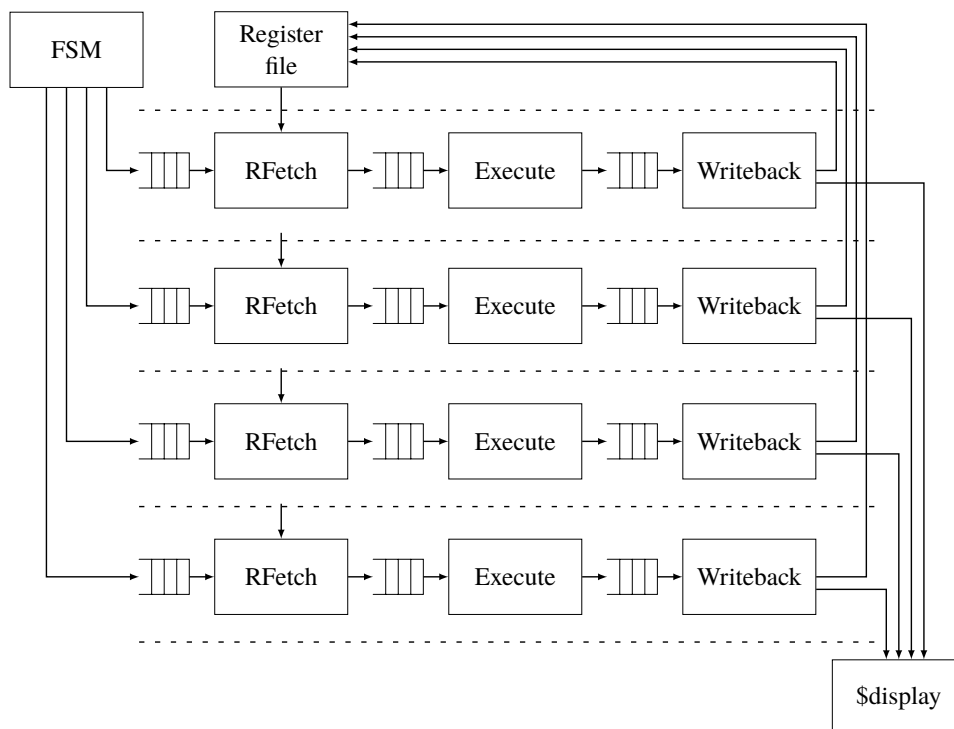 FSM
Register
file
RFetch
Execute
Writeback
RFetch
Execute
Writeback
RFetch
Execute
Writeback
RFetch
Execute
Writeback
$display